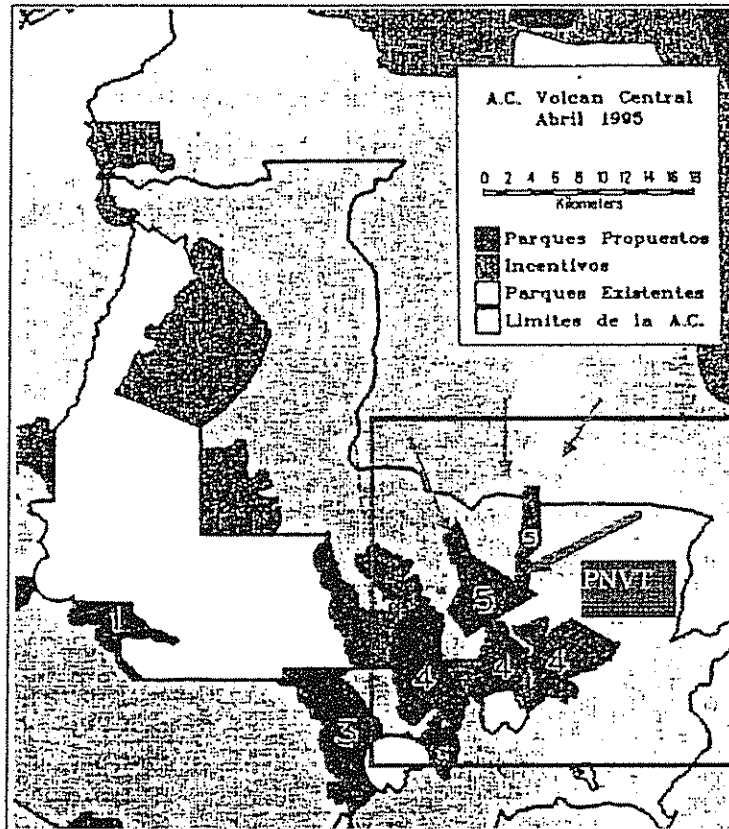 A.C. Volcan Central
Abril 1995
0 2 4 6 8 10 12 14 16 18
Kilometers
Parques Propuestos
Incentivos
Parques Existentes
Limites de la A.C.
5
PNVT
5
1
4
4
4
3